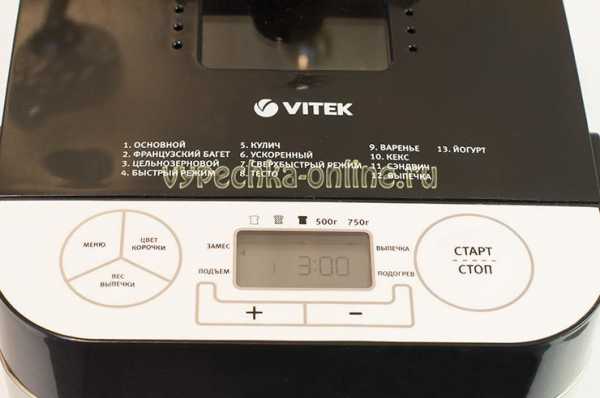 VITEK
1. ОСНОВНОЙ
2. ФРАНЦУЗСКИЙ БАГЕТ
3. ЦЕЛЬНОЗЕРНОВОЙ
4. БЫСТРЫЙ РЕЖИМ
5. КУЛИЧ
6. УСКОРЕННЫЙ
7. СВЕРХБЫСТРЫЙ РЕЖИМ
8. ТЕСТО
9. ВАРЕНЬЕ
10. КЕКС
11. СЭНДВИЧ
12. ВЫПЕЧКА
13. ЙОГУРТ
vypechka-online.ru
500г 750г
МЕНЮ
ЦВЕТ
КОРОЧКИ
ВЕС
ВЫПЕЧКИ
ЗАМЕС
ПОДЪЕМ
1 3:00
ВЫПЕЧКА
ПОДОГРЕВ
+ −
СТАРТ
СТОП